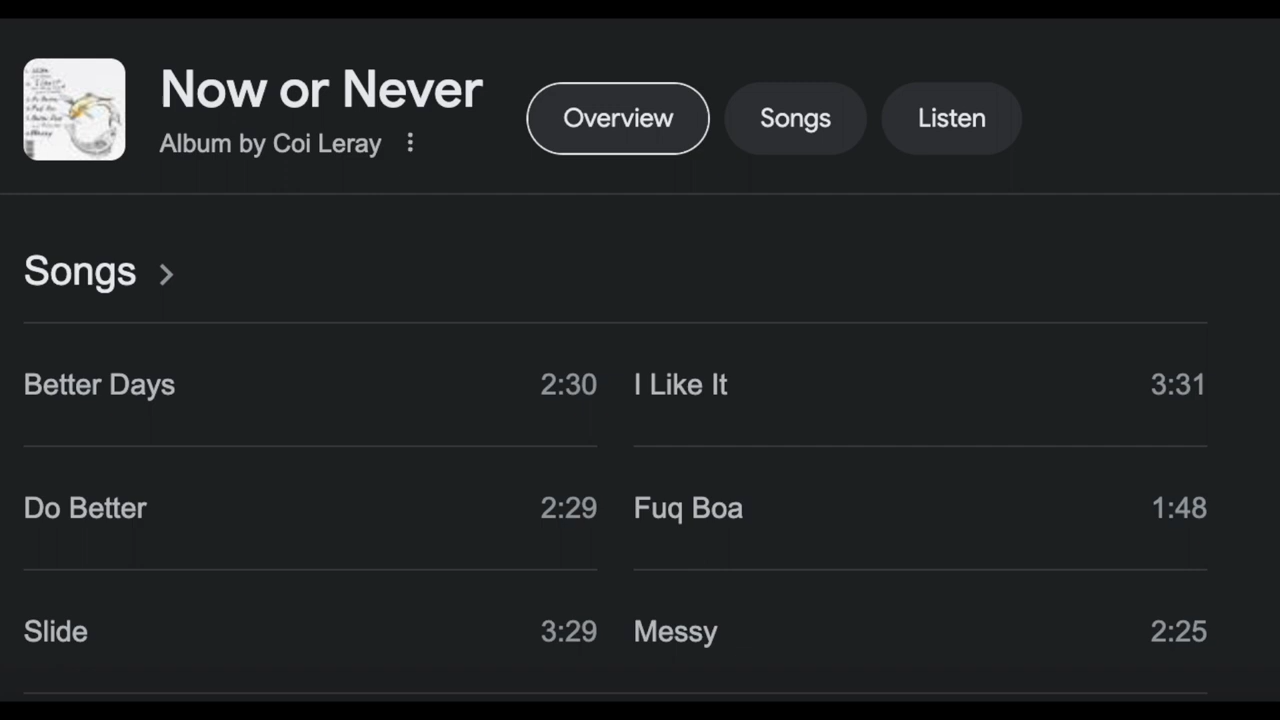 Now or Never
Album by Coi Leray
Overview
Songs
Listen
Songs
Better Days 2:30
I Like It 3:31
Do Better 2:29
Fuq Boa 1:48
Slide 3:29
Messy 2:25